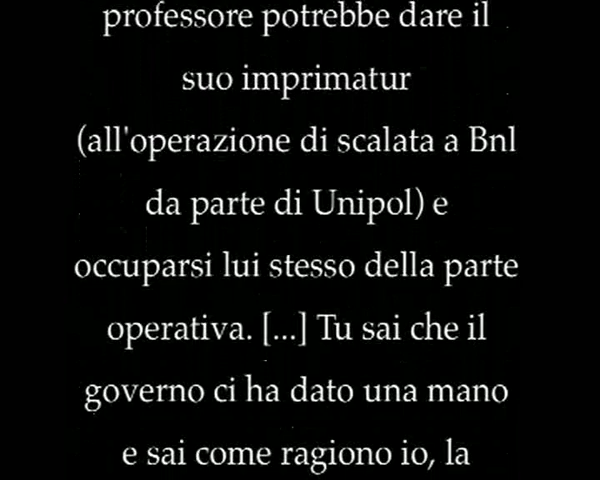 professore potrebbe dare il
suo imprimatur
(all'operazione di scalata a Bnl
da parte di Unipol) e
occuparsi lui stesso della parte
operativa. [...] Tu sai che il
governo ci ha dato una mano
e sai come ragiono io, la